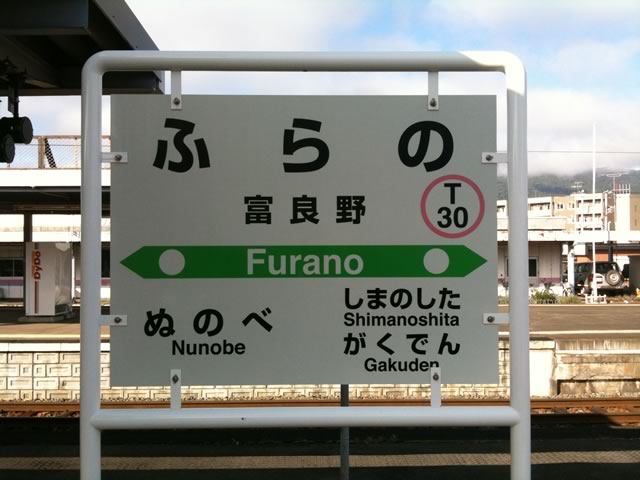 ふらの
富良野
T
30
Furano
ぬのべ
Nunobe
しまのした
Shimanoshita
がくでん
Gakuden
DyDo